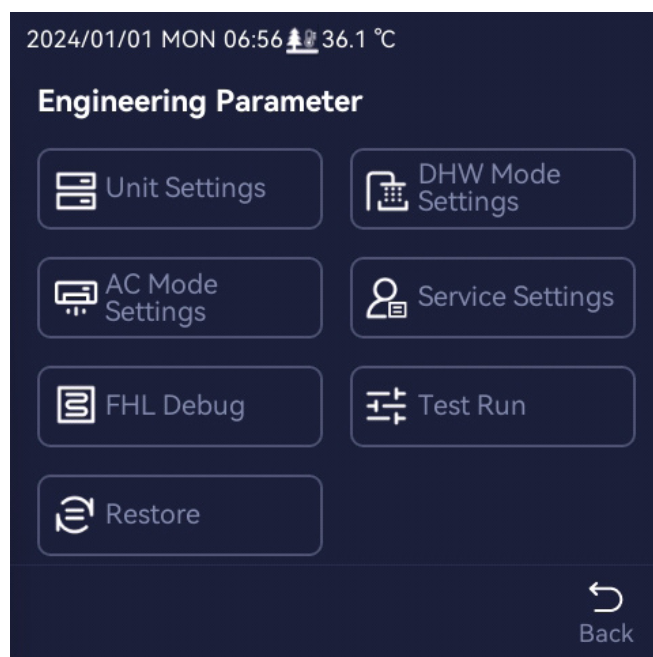 2024/01/01 MON 06:56 36.1 ℃
Engineering Parameter
Unit Settings
DHW Mode
Settings
AC Mode
Settings
Service Settings
FHL Debug
Test Run
Restore
Back